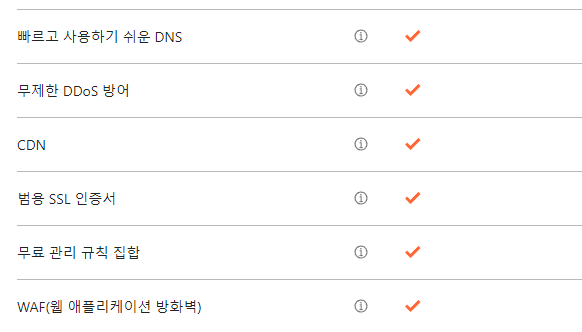 빠르고 사용하기 쉬운 DNS
무제한 DDoS 방어
CDN
범용 SSL 인증서
무료 관리 규칙 집합
WAF(웹 애플리케이션 방화벽)